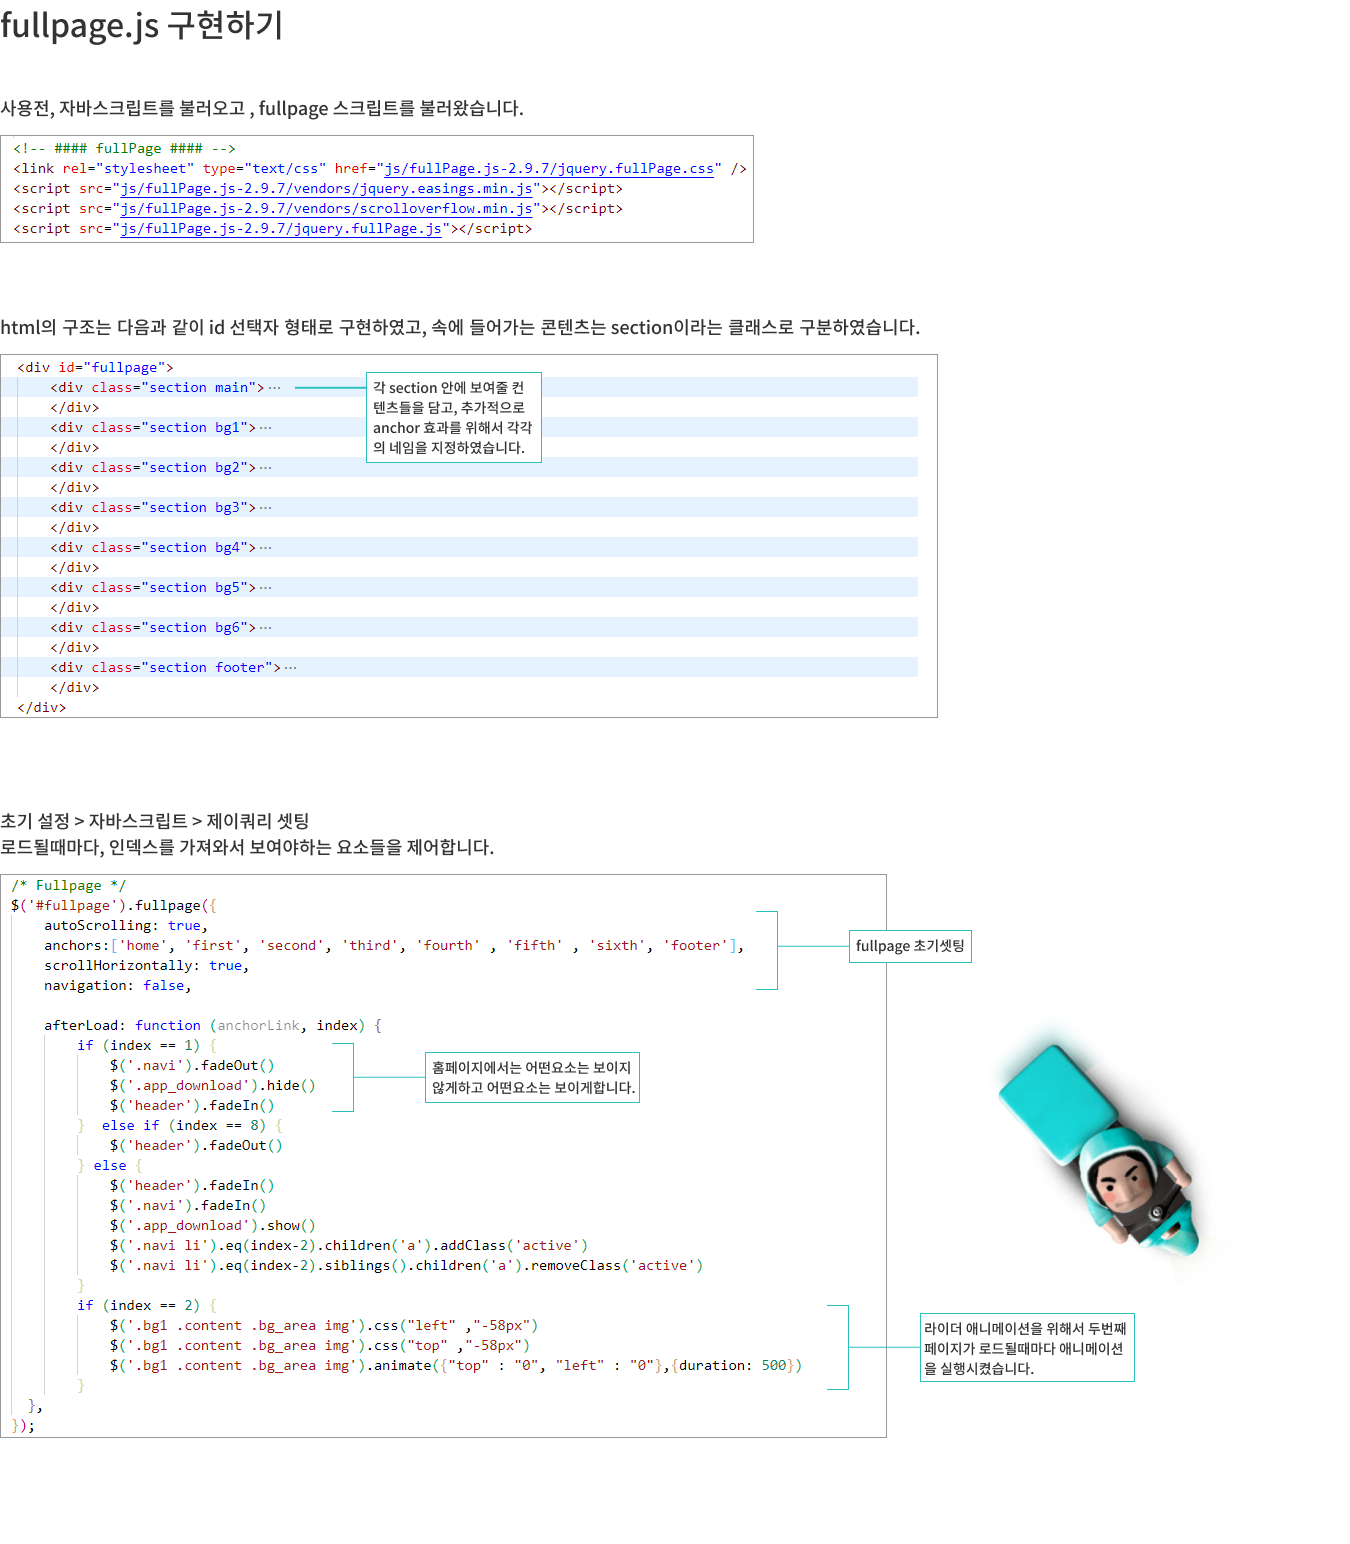 fullpage.js 구현하기
사용전, 자바스크립트를 불러오고 , fullpage 스크립트를 불러왔습니다.
<!-- #### fullPage #### -->
<link rel="stylesheet" type="text/css" href="js/fullPage.js-2.9.7/jquery.fullPage.css" />
<script src="js/fullPage.js-2.9.7/vendors/jquery.easings.min.js"></script>
<script src="js/fullPage.js-2.9.7/vendors/scrolloverflow.min.js"></script>
<script src="js/fullPage.js-2.9.7/jquery.fullPage.js"></script>
html의 구조는 다음과 같이 id 선택자 형태로 구현하였고, 속에 들어가는 콘텐츠는 section이라는 클래스로 구분하였습니다.
<div id="fullpage">
<div class="section main">···
</div>
<div class="section bg1">···
</div>
<div class="section bg2">···
</div>
<div class="section bg3">···
</div>
<div class="section bg4">···
</div>
<div class="section bg5">···
</div>
<div class="section bg6">···
</div>
<div class="section footer">···
</div>
</div>
각 section 안에 보여줄 컨
텐츠들을 담고, 추가적으로
anchor 효과를 위해서 각각
의 네임을 지정하였습니다.
초기 설정 > 자바스크립트 > 제이쿼리 셋팅
로드될때마다, 인덱스를 가져와서 보여야하는 요소들을 제어합니다.
/* Fullpage */
$('#fullpage').fullpage({
autoScrolling: true,
anchors:['home', 'first', 'second', 'third', 'fourth' , 'fifth' , 'sixth', 'footer'],
scrollHorizontally: true,
navigation: false,
fullpage 초기셋팅
afterLoad: function (anchorLink, index) {
if (index == 1) {
$('.navi').fadeOut()
$('.app_download').hide()
$('header').fadeIn()
홈페이지에서는 어떤요소는 보이지
않게하고 어떤요소는 보이게합니다.
} else if (index == 8) {
$('header').fadeOut()
} else {
$('header').fadeIn()
$('.navi').fadeIn()
$('.app_download').show()
$('.navi li').eq(index-2).children('a').addClass('active')
$('.navi li').eq(index-2).siblings().children('a').removeClass('active')
}
if (index == 2) {
$('.bg1 .content .bg_area img').css("left" ,"-58px")
$('.bg1 .content .bg_area img').css("top" ,"-58px")
$('.bg1 .content .bg_area img').animate({"top" : "0", "left" : "0"},{duration: 500})
}
},
});
라이더 애니메이션을 위해서 두번째
페이지가 로드될때마다 애니메이션
을 실행시켰습니다.